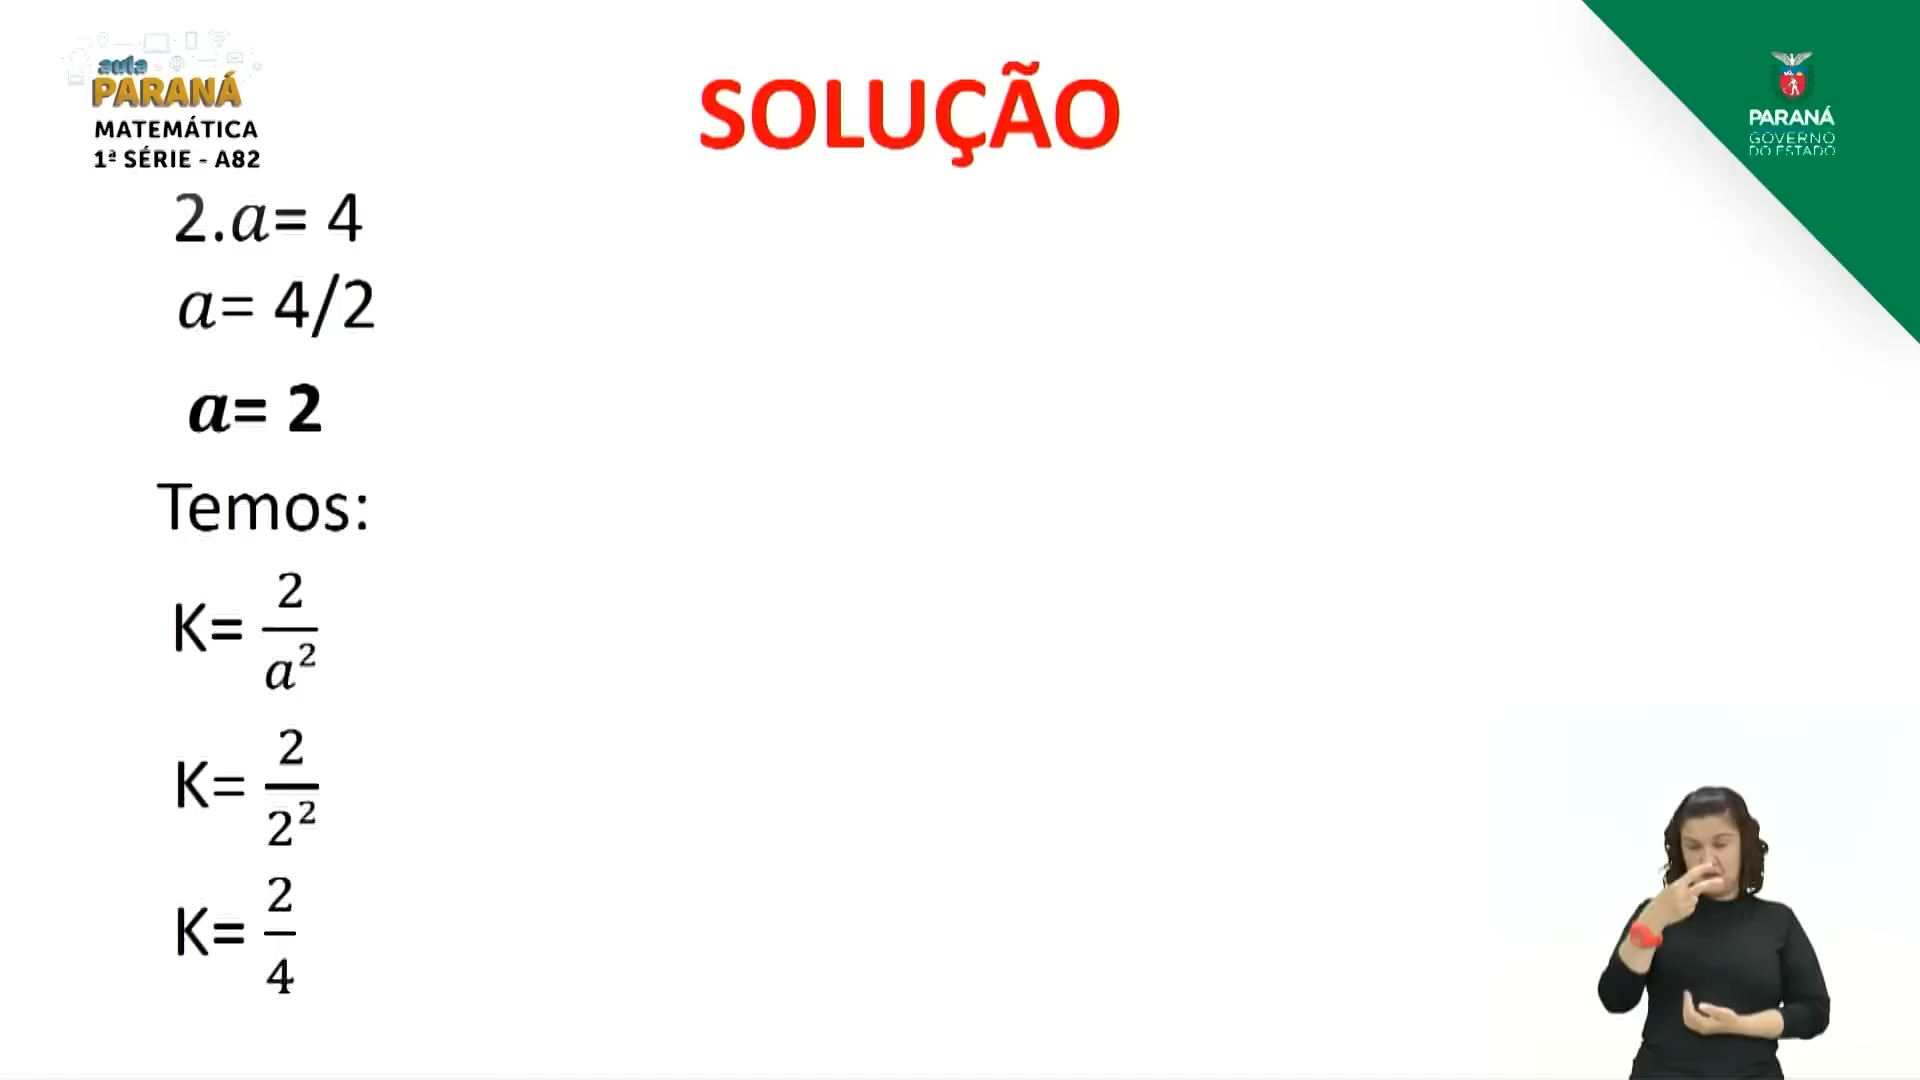 aula
PARANÁ
MATEMÁTICA
1ª SÉRIE - A82
SOLUÇÃO
PARANÁ
GOVERNO
DO ESTADO
2.a= 4
a= 4/2
a= 2
Temos:
K= 2/a²
K= 2/2²
K= 2/4